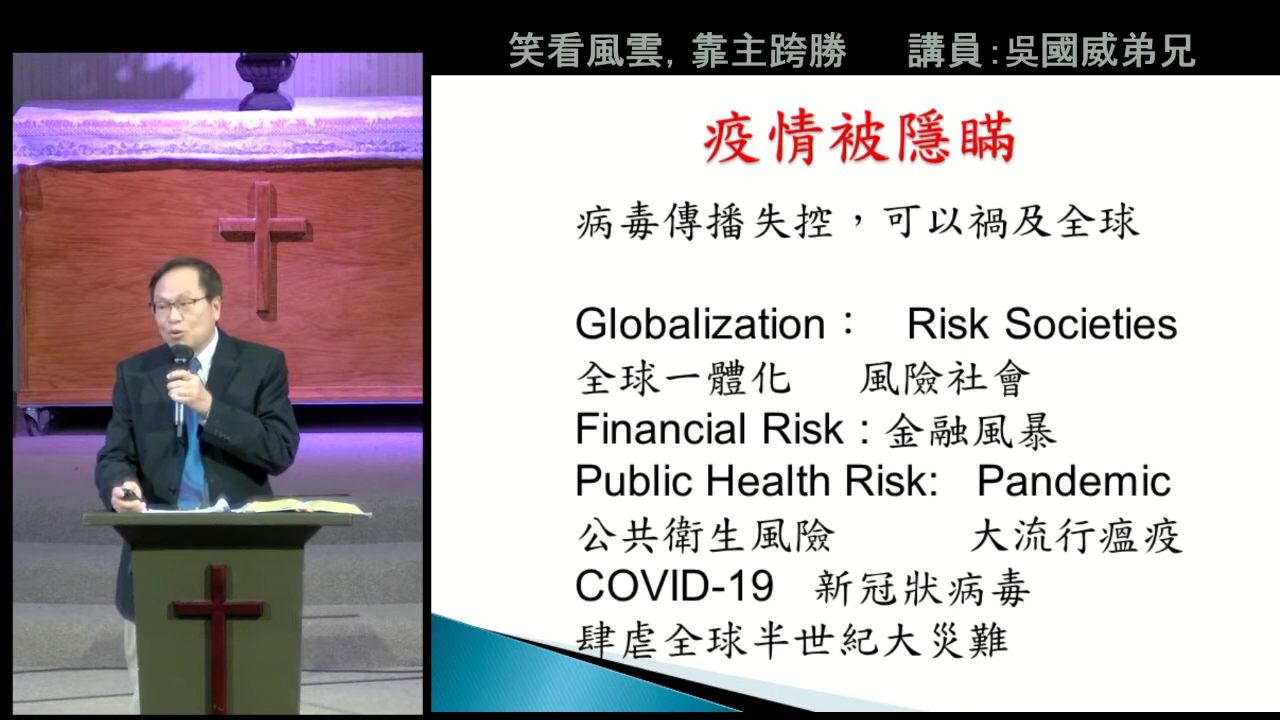 笑看風雲，靠主跨勝　　講員：吳國威弟兄
疫情被隱瞞
病毒傳播失控，可以禍及全球
Globalization：　Risk Societies
全球一體化　　風險社會
Financial Risk : 金融風暴
Public Health Risk:　Pandemic
公共衛生風險　　大流行瘟疫
COVID-19　新冠狀病毒
肆虐全球半世紀大災難